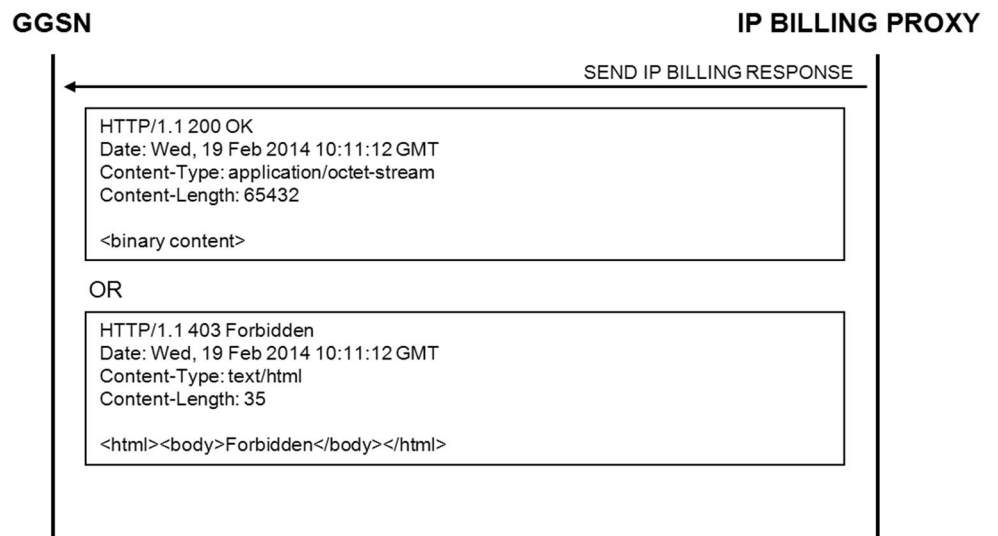 GGSN
IP BILLING PROXY
SEND IP BILLING RESPONSE
HTTP/1.1 200 OK
Date: Wed, 19 Feb 2014 10:11:12 GMT
Content-Type: application/octet-stream
Content-Length: 65432
<binary content>
OR
HTTP/1.1 403 Forbidden
Date: Wed, 19 Feb 2014 10:11:12 GMT
Content-Type: text/html
Content-Length: 35
<html><body>Forbidden</body></html>